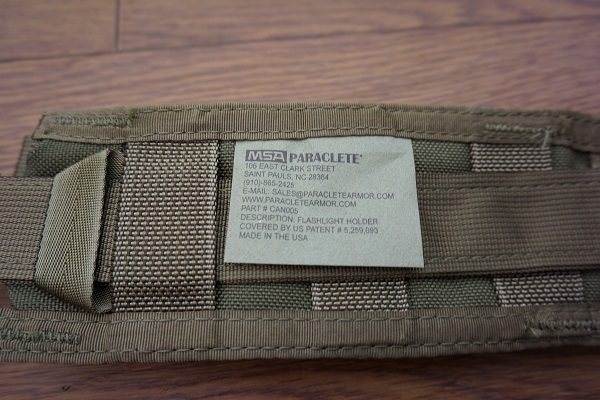 MSA PARACLETE®
106 EAST CLARK STREET
SAINT PAULS, NC 28384
(910)-865-2425
E-MAIL: SALES@PARACLETEARMOR.COM
WWW.PARACLETEARMOR.COM
PART # CAN005
DESCRIPTION: FLASHLIGHT HOLDER
COVERED BY US PATENT # 5,259,093
MADE IN THE USA